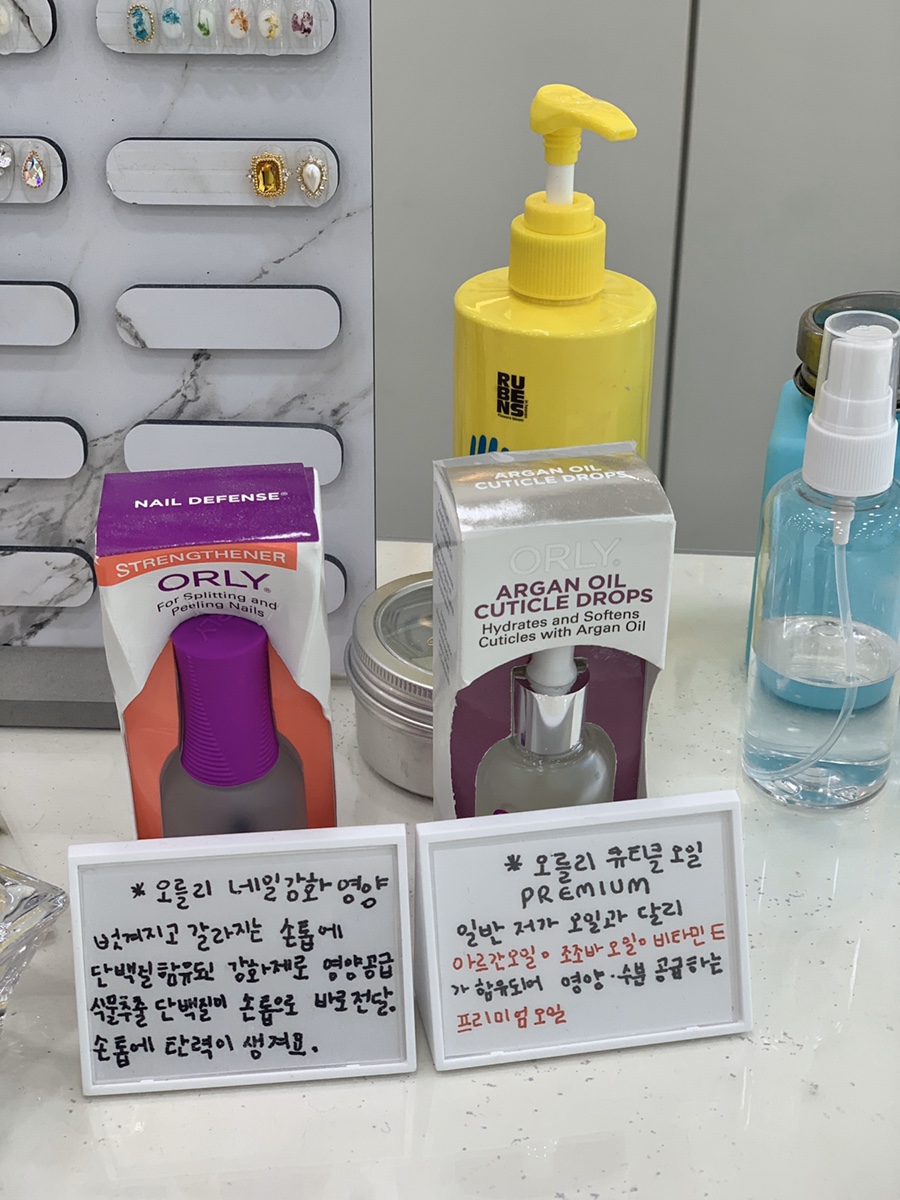 RU
BE
NS
NAIL DEFENSE®
STRENGTHENER
ORLY®
For Splitting and
Peeling Nails
ARGAN OIL
CUTICLE DROPS
ORLY®
ARGAN OIL
CUTICLE DROPS
Hydrates and Softens
Cuticles with Argan Oil
* 오를리 네일강화 영양
벗겨지고 갈라지는 손톱에
단백질함유된 강화제로 영양공급
식물추출 단백질이 손톱으로 바로전달.
손톱에 탄력이 생겨요.
* 오를리 큐티클 오일
PREMIUM
일반 저가 오일과 달리
아르간오일 조조바 오일 비타민 E
가 함유되어 영양·수분 공급하는
프리미엄오일